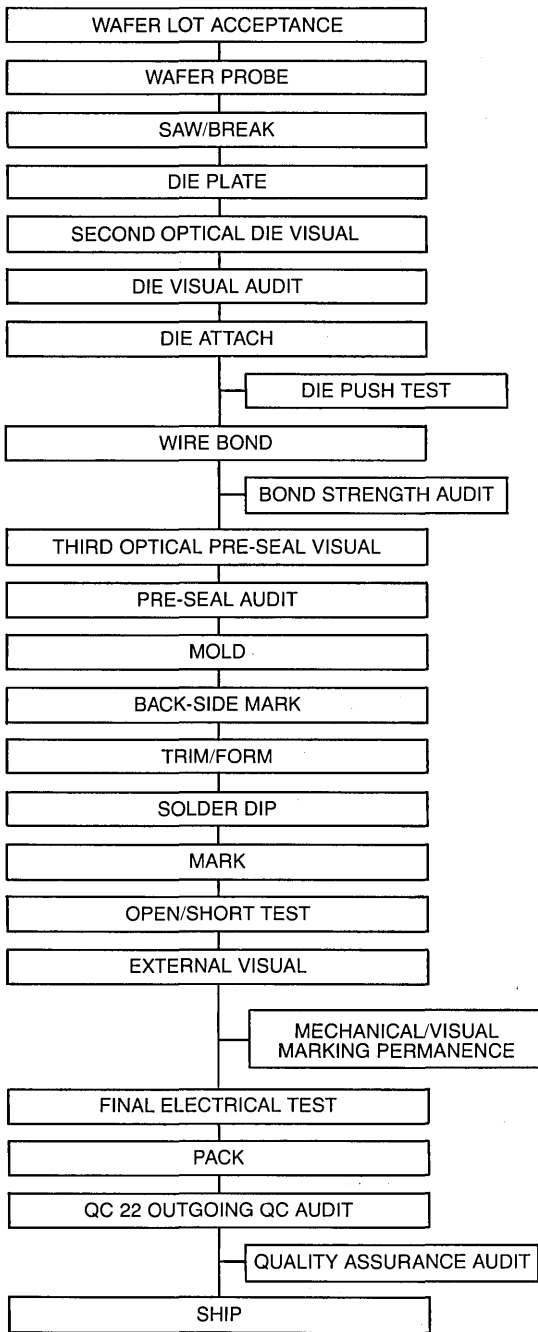 WAFER LOT ACCEPTANCE
WAFER PROBE
SAW/BREAK
DIE PLATE
SECOND OPTICAL DIE VISUAL
DIE VISUAL AUDIT
DIE ATTACH
DIE PUSH TEST
WIRE BOND
BOND STRENGTH AUDIT
THIRD OPTICAL PRE-SEAL VISUAL
PRE-SEAL AUDIT
MOLD
BACK-SIDE MARK
TRIM/FORM
SOLDER DIP
MARK
OPEN/SHORT TEST
EXTERNAL VISUAL
MECHANICAL/VISUAL
MARKING PERMANENCE
FINAL ELECTRICAL TEST
PACK
QC 22 OUTGOING QC AUDIT
QUALITY ASSURANCE AUDIT
SHIP